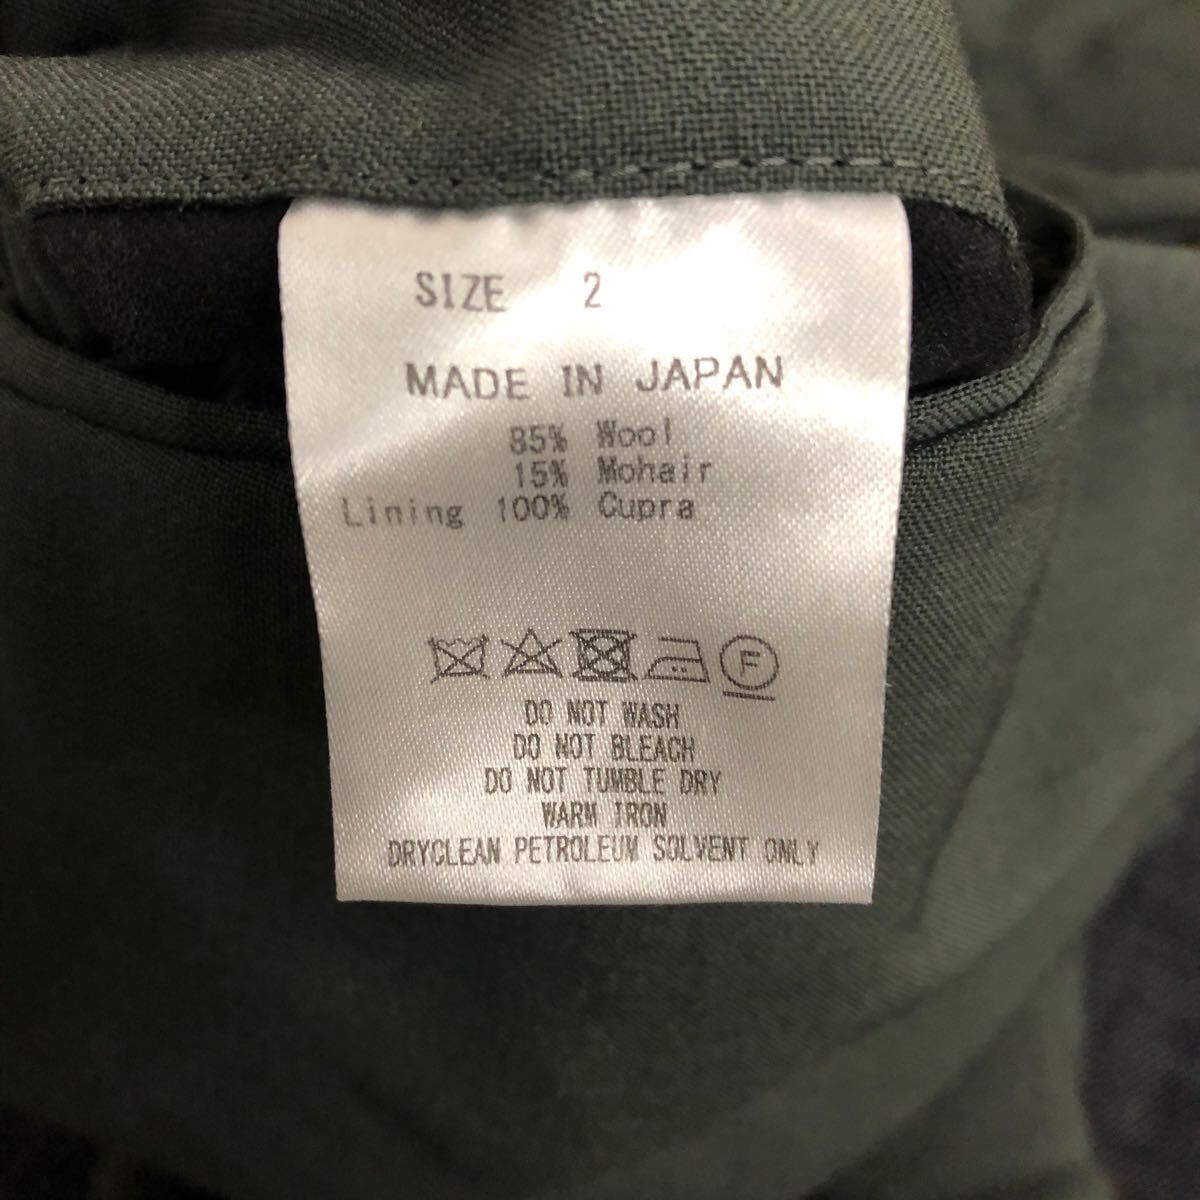 SIZE 2
MADE IN JAPAN
85% Wool
15% Mohair
Lining 100% Cupra
F
DO NOT WASH
DO NOT BLEACH
DO NOT TUMBLE DRY
WARM IRON
DRYCLEAN PETROLEUM SOLVENT ONLY